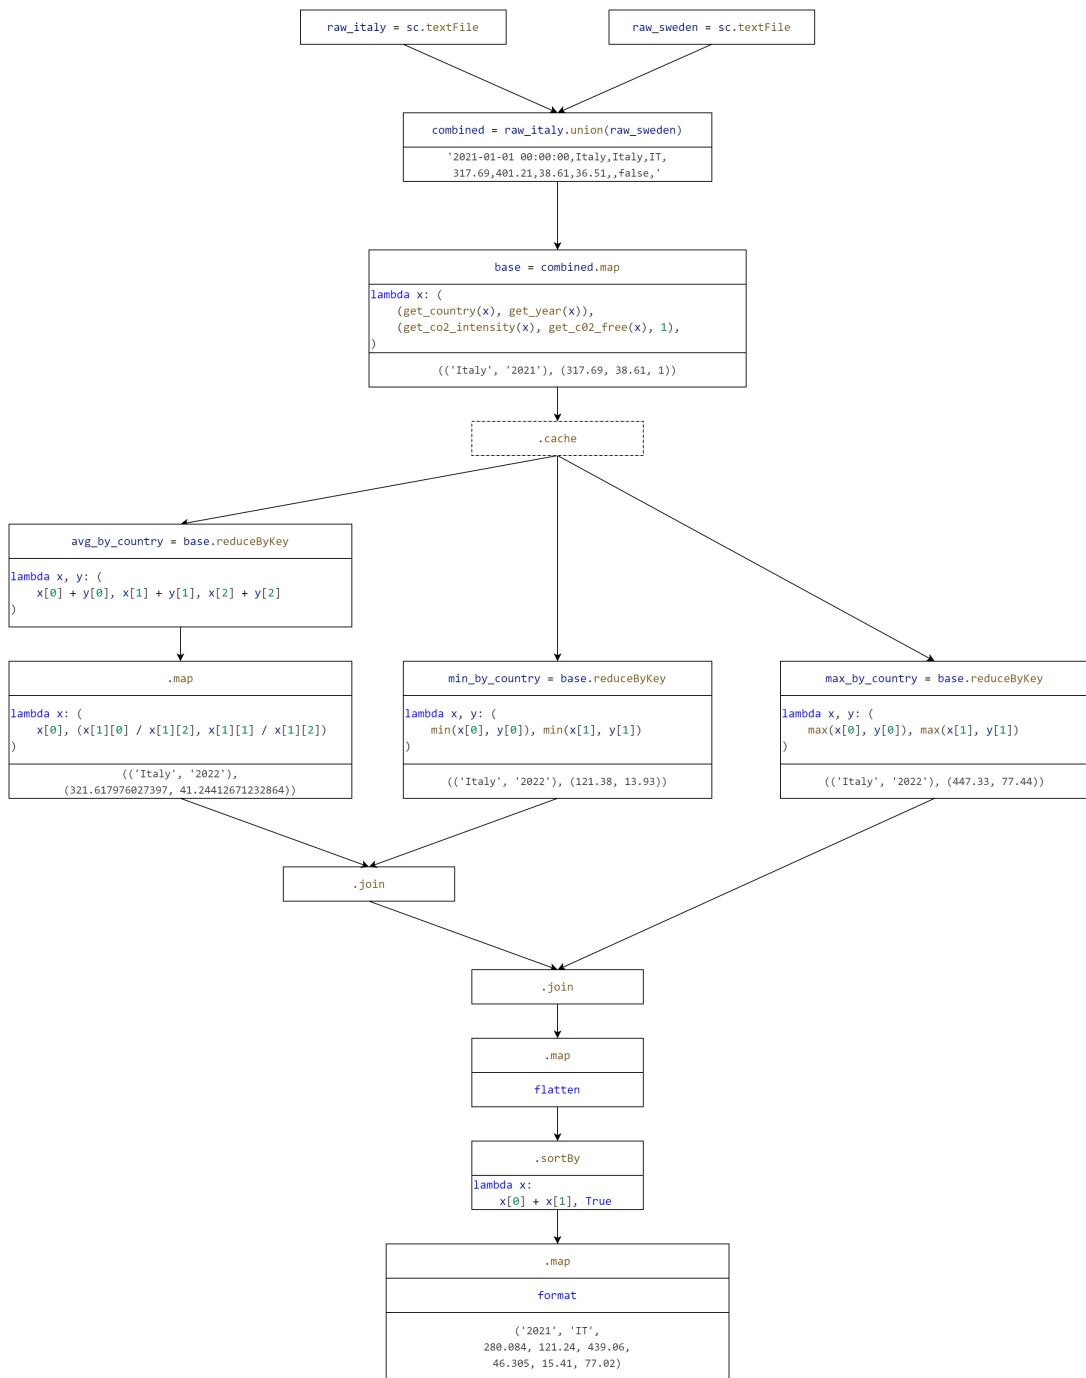 raw_italy = sc.textFile
raw_sweden = sc.textFile
combined = raw_italy.union(raw_sweden)
'2021-01-01 00:00:00,Italy,Italy,IT,
317.69,401.21,38.61,36.51,,false,'
base = combined.map
lambda x: (
    (get_country(x), get_year(x)),
    (get_co2_intensity(x), get_c02_free(x), 1),
)
(('Italy', '2021'), (317.69, 38.61, 1))
.cache
avg_by_country = base.reduceByKey
lambda x, y: (
    x[0] + y[0], x[1] + y[1], x[2] + y[2]
)
.map
lambda x: (
    x[0], (x[1][0] / x[1][2], x[1][1] / x[1][2])
)
(('Italy', '2022'),
(321.617976027397, 41.24412671232864))
min_by_country = base.reduceByKey
lambda x, y: (
    min(x[0], y[0]), min(x[1], y[1])
)
(('Italy', '2022'), (121.38, 13.93))
max_by_country = base.reduceByKey
lambda x, y: (
    max(x[0], y[0]), max(x[1], y[1])
)
(('Italy', '2022'), (447.33, 77.44))
.join
.join
.map
flatten
.sortBy
lambda x:
    x[0] + x[1], True
.map
format
('2021', 'IT',
280.084, 121.24, 439.06,
46.305, 15.41, 77.02)